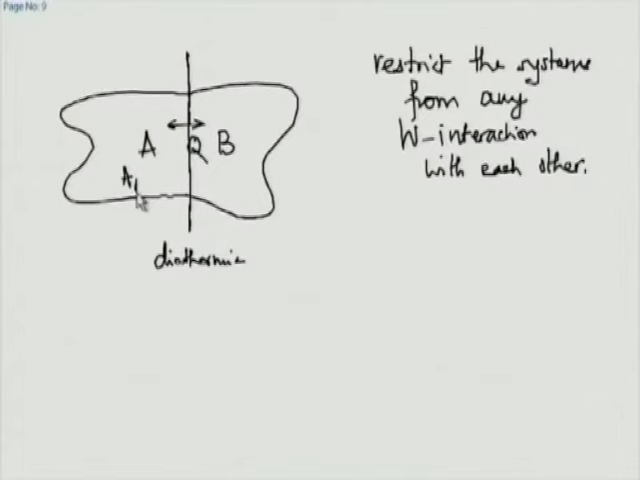 Page No: 9
restrict the systems
from any
W-interaction
with each other.
A
Q
B
A1
diathermic